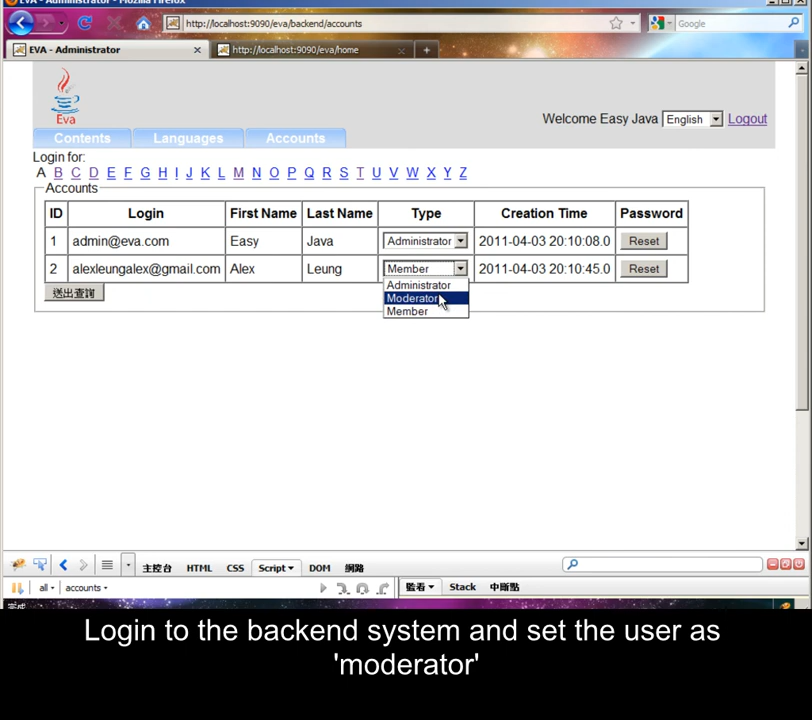 EVA - Administrator - Mozilla Firefox
http://localhost:9090/eva/backend/accounts
Google
EVA - Administrator
http://localhost:9090/eva/home
Eva
Welcome Easy Java English Logout
Contents Languages Accounts
Login for:
A B C D E F G H I J K L M N O P Q R S T U V W X Y Z
Accounts
ID Login First Name Last Name Type Creation Time Password
1 admin@eva.com Easy Java Administrator 2011-04-03 20:10:08.0 Reset
2 alexleungalex@gmail.com Alex Leung Member 2011-04-03 20:10:45.0 Reset
送出查詢
Administrator
Moderator
Member
主控台 HTML CSS Script DOM 網路
all accounts 監看 Stack 中斷點
完成
Login to the backend system and set the user as
'moderator'